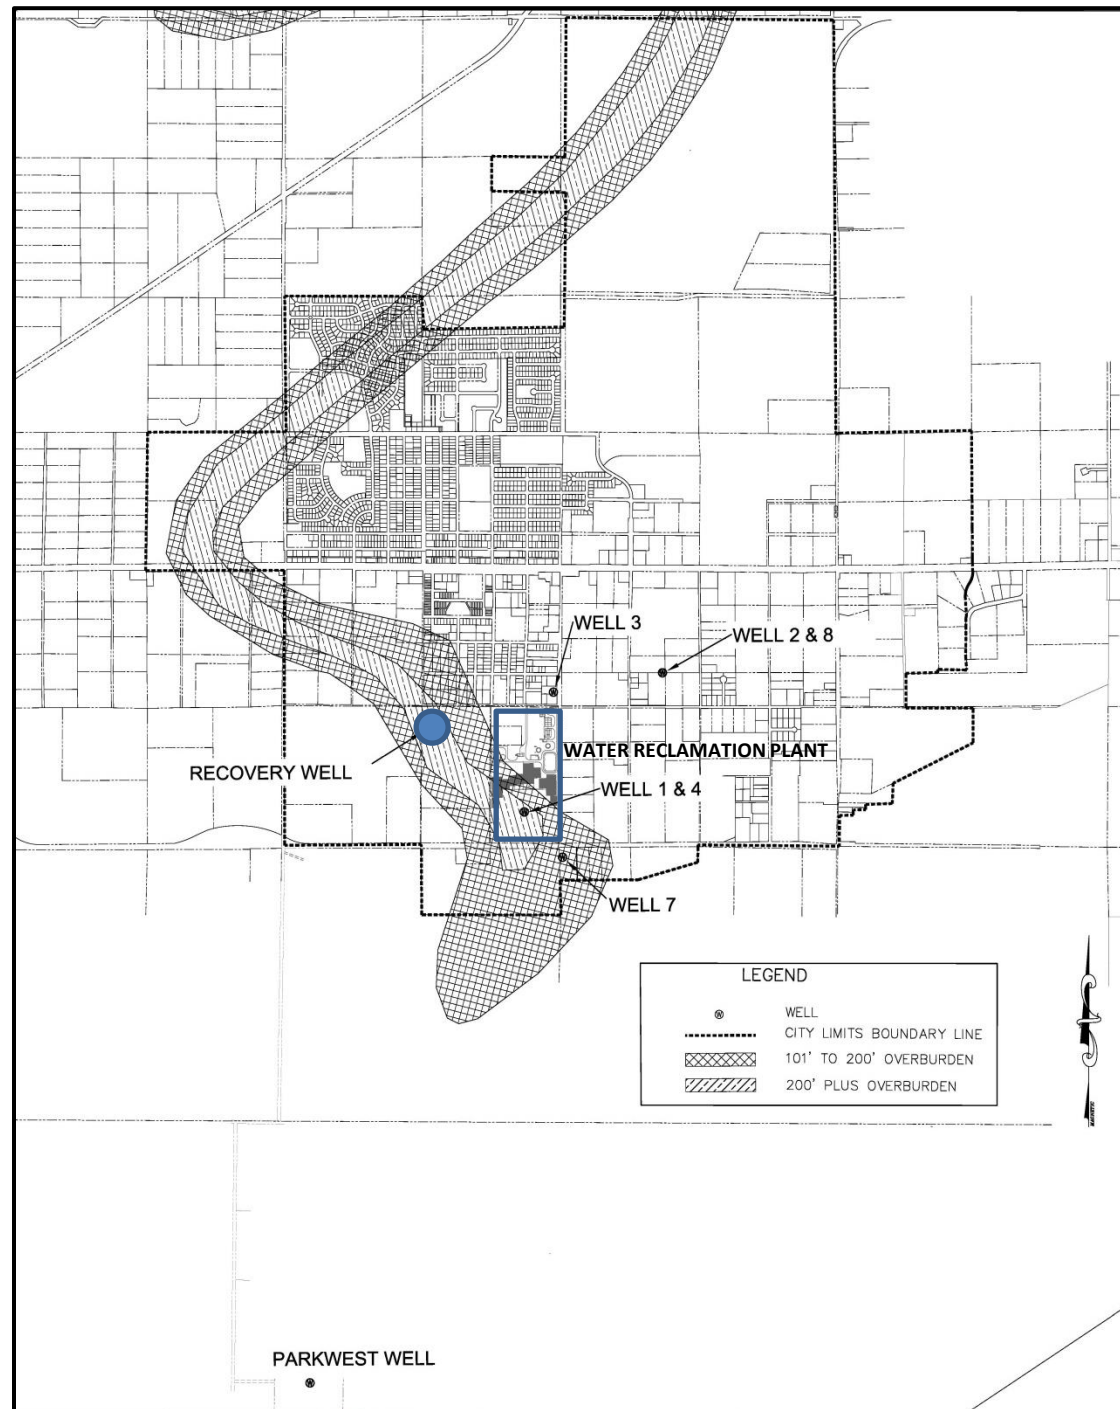 WELL 3
WELL 2 & 8
WATER RECLAMATION PLANT
RECOVERY WELL
WELL 1 & 4
WELL 7
LEGEND
WELL
CITY LIMITS BOUNDARY LINE
101' TO 200' OVERBURDEN
200' PLUS OVERBURDEN
PARKWEST WELL